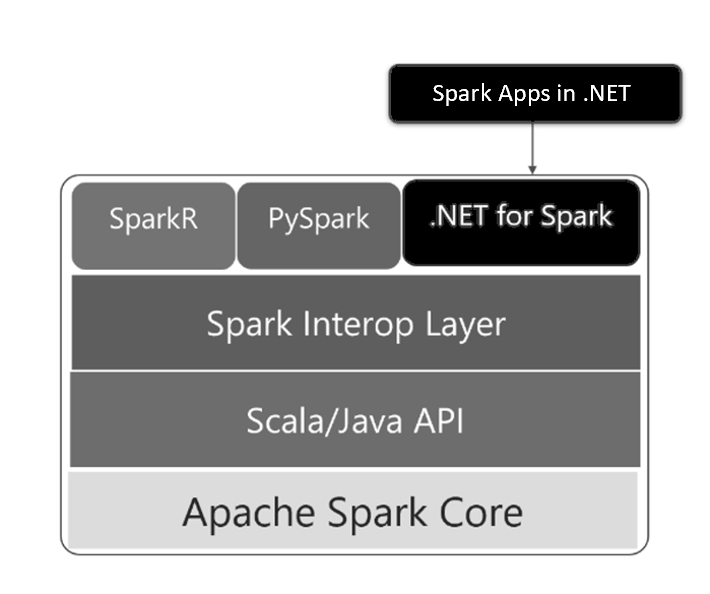 Spark Apps in .NET
SparkR
PySpark
.NET for Spark
Spark Interop Layer
Scala/Java API
Apache Spark Core